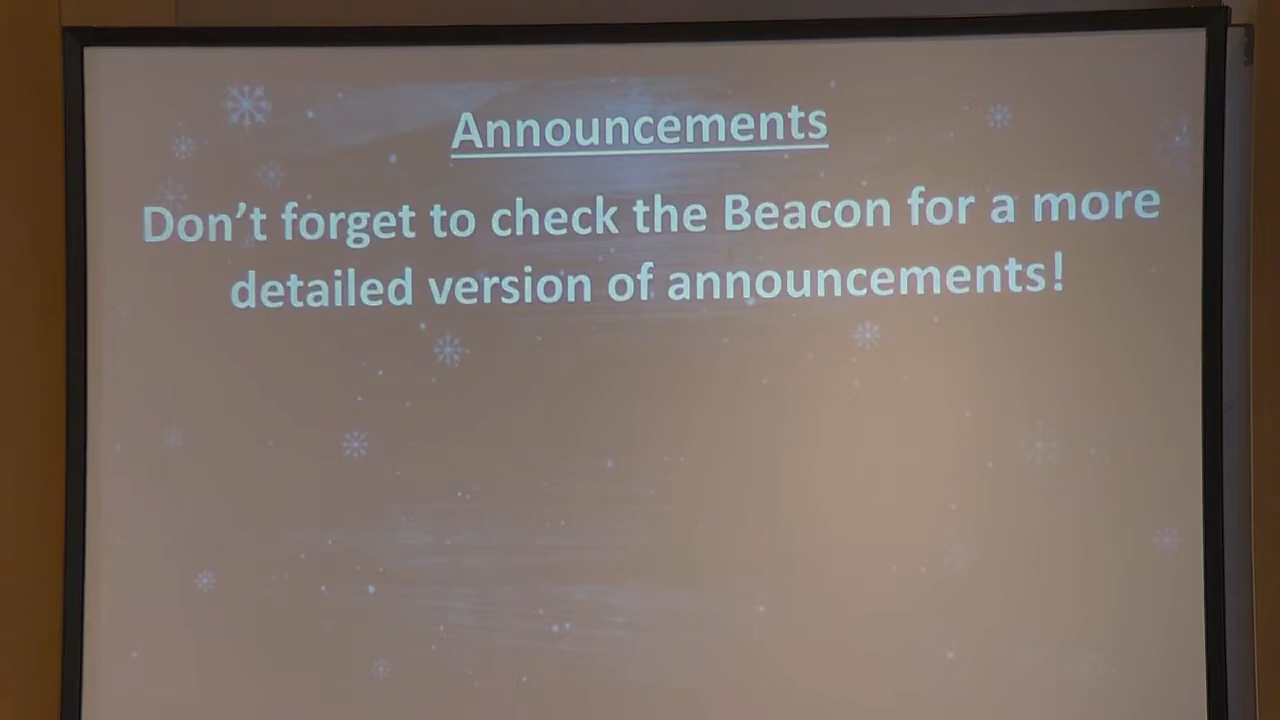 Announcements
Don't forget to check the Beacon for a more
detailed version of announcements!